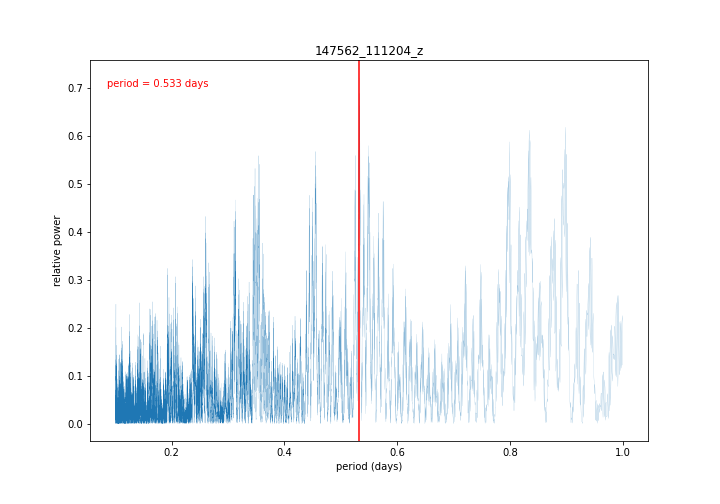 147562_111204_z
period = 0.533 days
0.7
0.6
0.5
0.4
0.3
0.2
0.1
0.0
relative power
0.2 0.4 0.6 0.8 1.0
period (days)